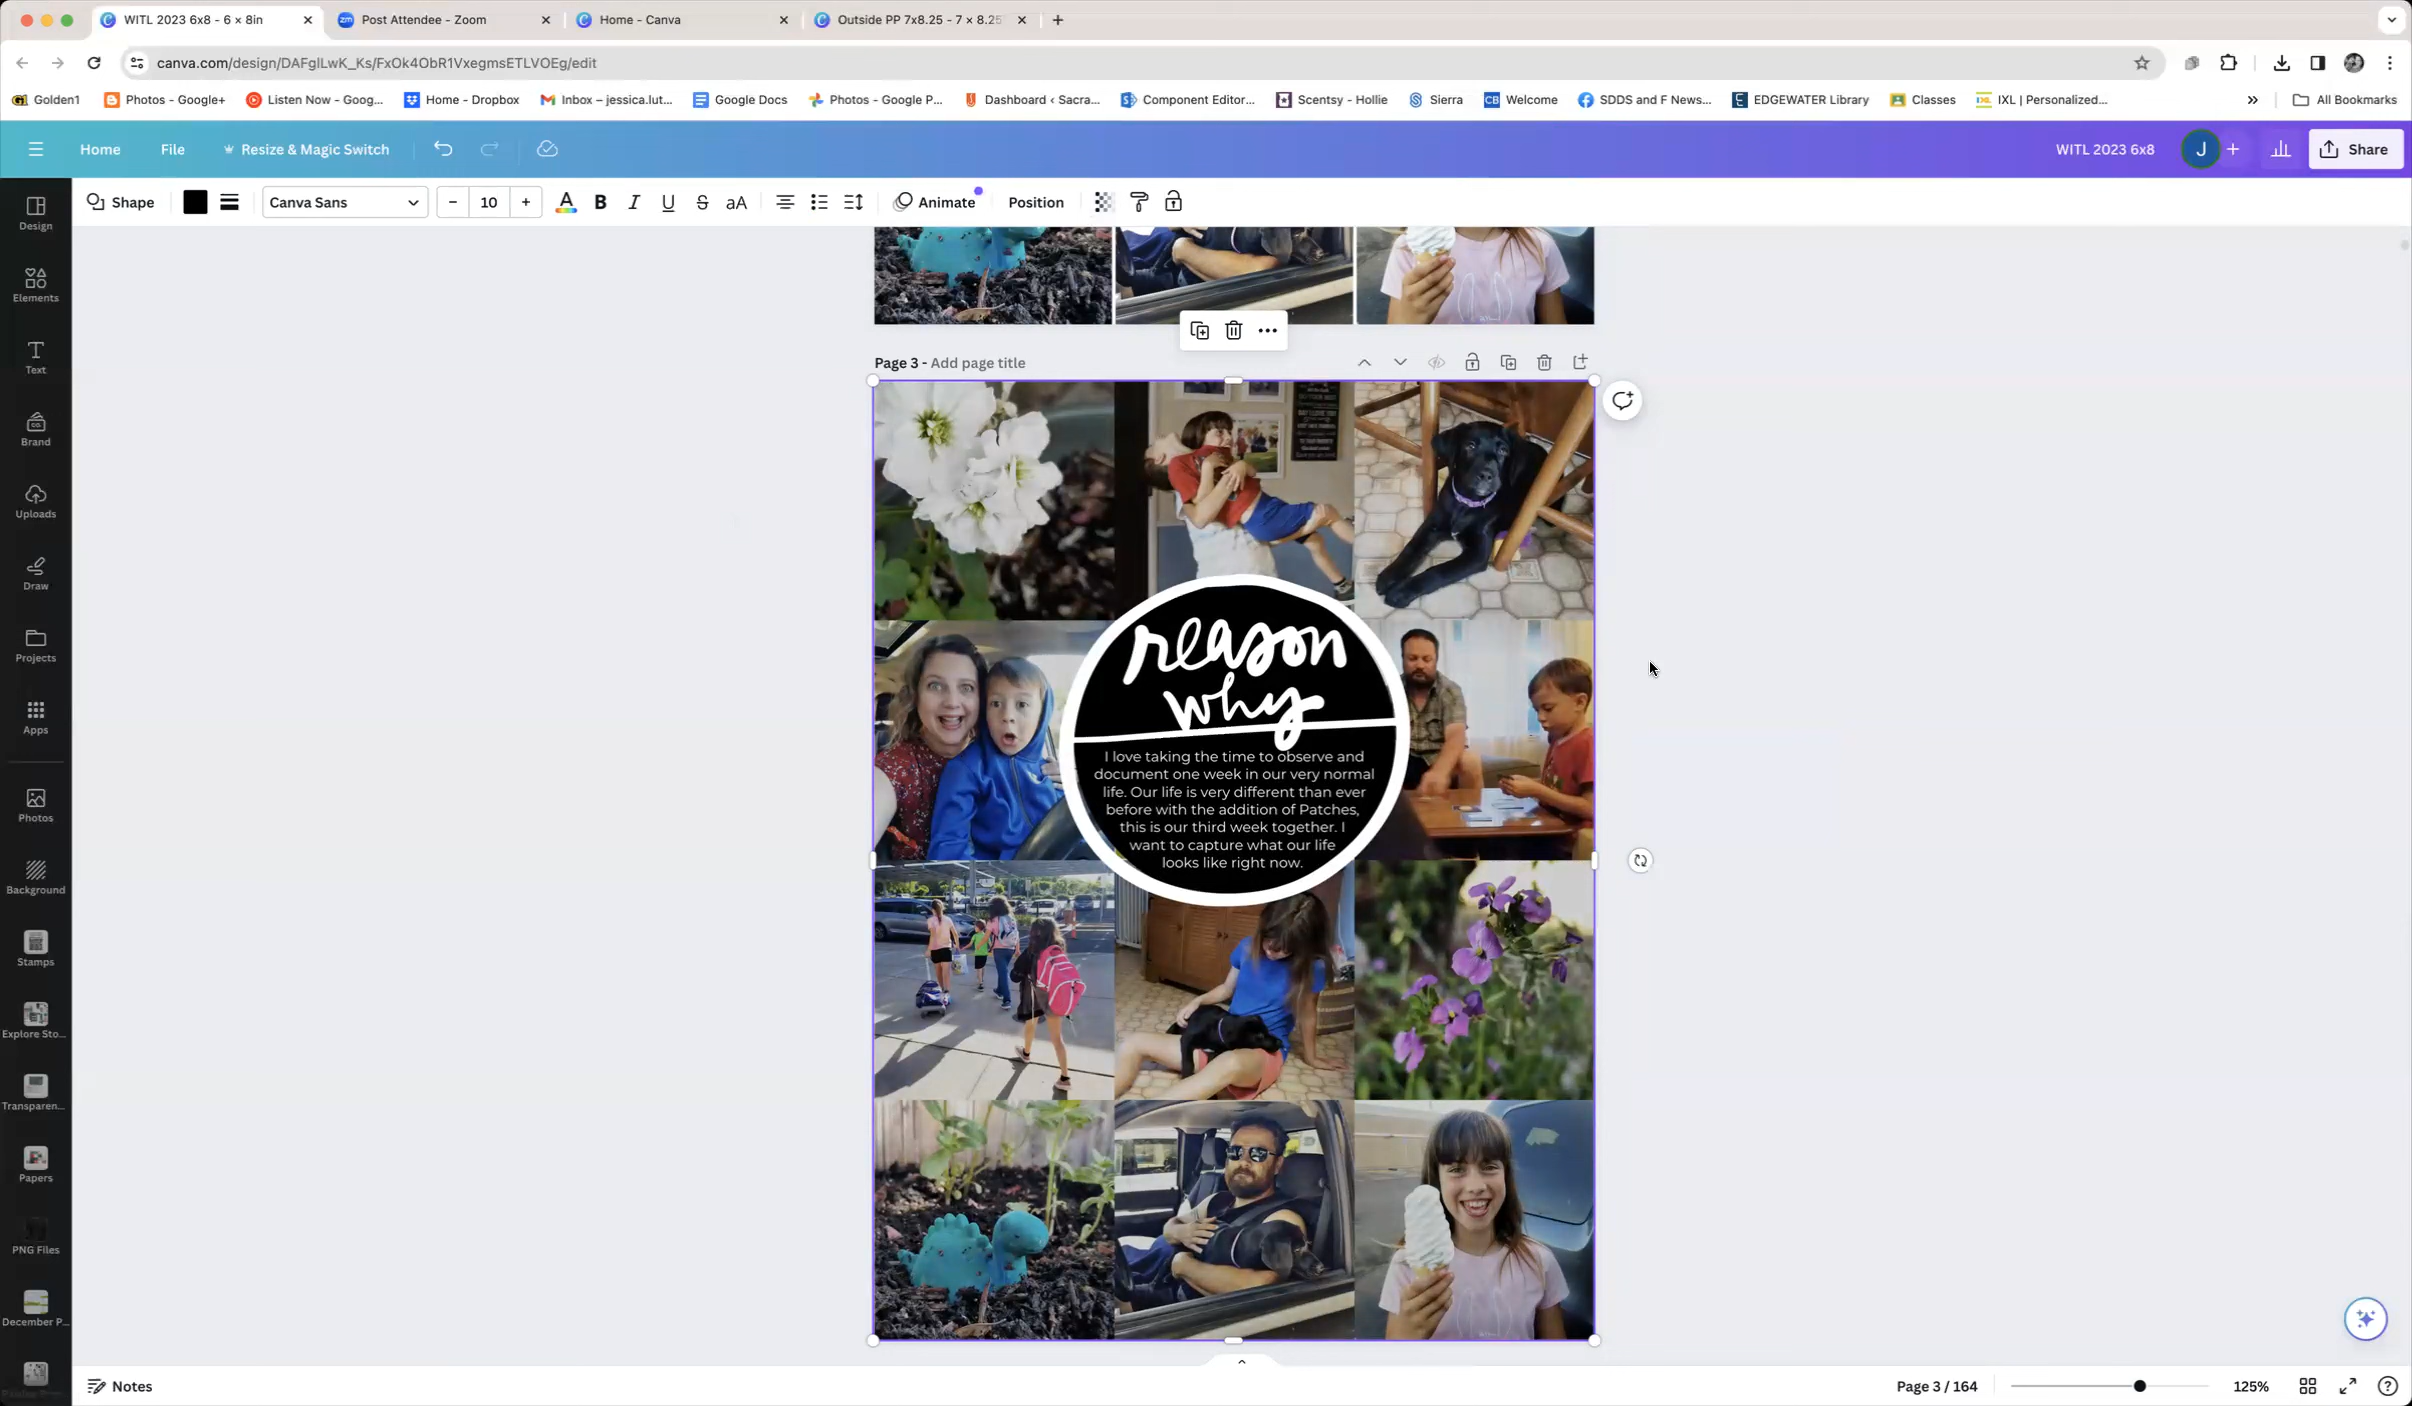 WITL 2023 6x8 - 6 × 8in
Post Attendee - Zoom
Home - Canva
Outside PP 7x8.25 - 7 × 8.25
canva.com/design/DAFglLwK_Ks/FxOk4ObR1VxegmsETLVOEg/edit
Golden1
Photos - Google+
Listen Now - Goog...
Home - Dropbox
Inbox – jessica.lut...
Google Docs
Photos - Google P...
Dashboard ‹ Sacra...
Component Editor...
Scentsy - Hollie
Sierra
Welcome
SDDS and F News...
EDGEWATER Library
Classes
IXL | Personalized...
All Bookmarks
Home
File
Resize & Magic Switch
WITL 2023 6x8
J
Share
Shape
Canva Sans
10
A
B
I
U
S
aA
Animate
Position
Design
Elements
Text
Brand
Uploads
Draw
Projects
Apps
Photos
Background
Stamps
Explore Sto...
Transparen...
Papers
PNG Files
December P...
Page 3 - Add page title
reason
why
I love taking the time to observe and
document one week in our very normal
life. Our life is very different than ever
before with the addition of Patches,
this is our third week together. I
want to capture what our life
looks like right now.
Notes
Page 3 / 164
125%